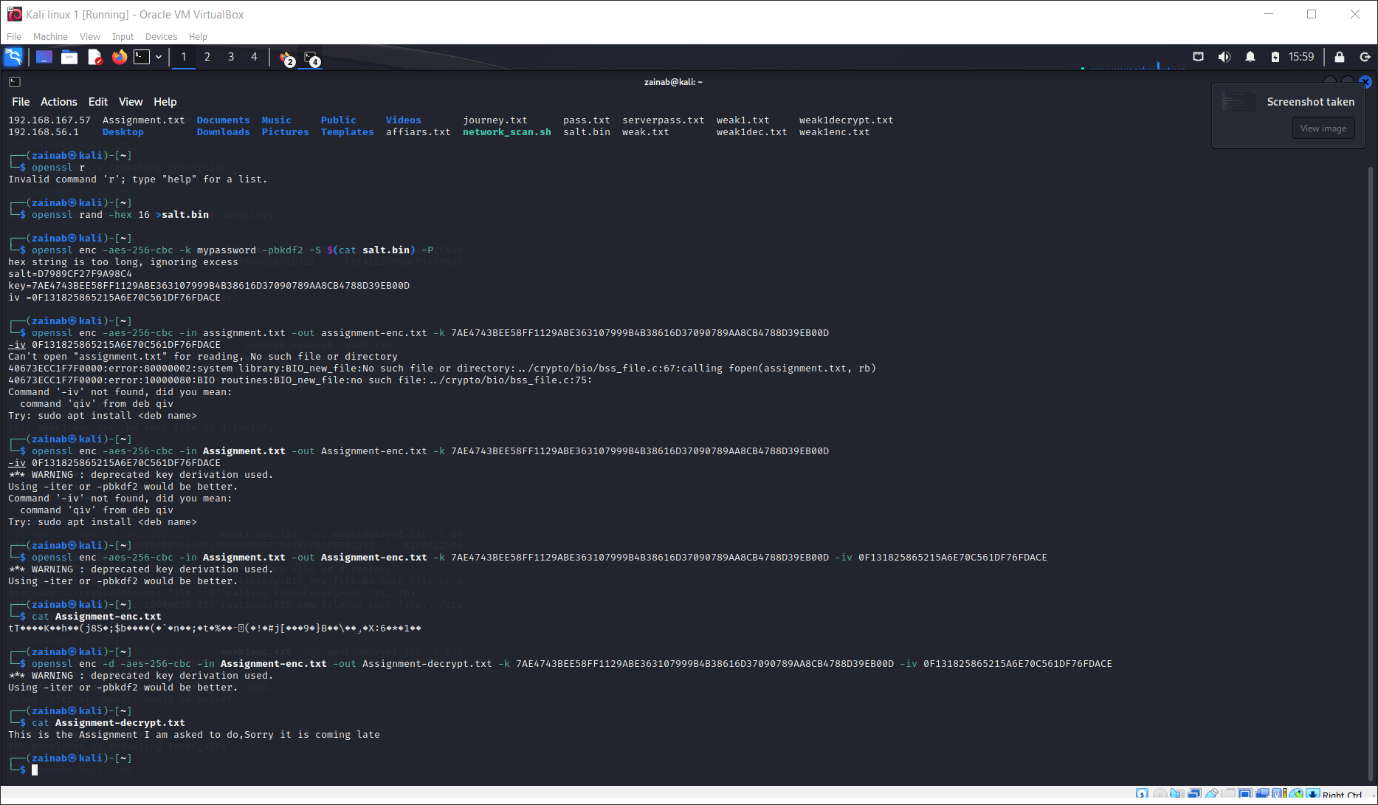 Kali linux 1 [Running] - Oracle VM VirtualBox
File Machine View Input Devices Help
1 2 3 4 2 4 15:59
zainab@kali: ~
File Actions Edit View Help
Screenshot taken
View image
192.168.167.57 Assignment.txt Documents Music Public Videos journey.txt pass.txt serverpass.txt weak1.txt weak1decrypt.txt
192.168.56.1 Desktop Downloads Pictures Templates affiars.txt network_scan.sh salt.bin weak.txt weak1dec.txt weak1enc.txt
┌──(zainab㉿kali)-[~]
└─$ openssl r
Invalid command 'r'; type "help" for a list.
┌──(zainab㉿kali)-[~]
└─$ openssl rand -hex 16 >salt.bin
┌──(zainab㉿kali)-[~]
└─$ openssl enc -aes-256-cbc -k mypassword -pbkdf2 -S $(cat salt.bin) -P
hex string is too long, ignoring excess
salt=D7989CF27F9A98C4
key=7AE4743BEE58FF1129ABE363107999B4B38616D37090789AA8CB4788D39EB00D
iv =0F131825865215A6E70C561DF76FDACE
┌──(zainab㉿kali)-[~]
└─$ openssl enc -aes-256-cbc -in assignment.txt -out assignment-enc.txt -k 7AE4743BEE58FF1129ABE363107999B4B38616D37090789AA8CB4788D39EB00D
-iv 0F131825865215A6E70C561DF76FDACE
Can't open "assignment.txt" for reading, No such file or directory
40673ECC1F7F0000:error:80000002:system library:BIO_new_file:No such file or directory:../crypto/bio/bss_file.c:67:calling fopen(assignment.txt, rb)
40673ECC1F7F0000:error:10000080:BIO routines:BIO_new_file:no such file:../crypto/bio/bss_file.c:75:
Command '-iv' not found, did you mean:
command 'qiv' from deb qiv
Try: sudo apt install <deb name>
┌──(zainab㉿kali)-[~]
└─$ openssl enc -aes-256-cbc -in Assignment.txt -out Assignment-enc.txt -k 7AE4743BEE58FF1129ABE363107999B4B38616D37090789AA8CB4788D39EB00D
-iv 0F131825865215A6E70C561DF76FDACE
*** WARNING : deprecated key derivation used.
Using -iter or -pbkdf2 would be better.
Command '-iv' not found, did you mean:
command 'qiv' from deb qiv
Try: sudo apt install <deb name>
┌──(zainab㉿kali)-[~]
└─$ openssl enc -aes-256-cbc -in Assignment.txt -out Assignment-enc.txt -k 7AE4743BEE58FF1129ABE363107999B4B38616D37090789AA8CB4788D39EB00D -iv 0F131825865215A6E70C561DF76FDACE
*** WARNING : deprecated key derivation used.
Using -iter or -pbkdf2 would be better.
┌──(zainab㉿kali)-[~]
└─$ cat Assignment-enc.txt
┌──(zainab㉿kali)-[~]
└─$ openssl enc -d -aes-256-cbc -in Assignment-enc.txt -out Assignment-decrypt.txt -k 7AE4743BEE58FF1129ABE363107999B4B38616D37090789AA8CB4788D39EB00D -iv 0F131825865215A6E70C561DF76FDACE
*** WARNING : deprecated key derivation used.
Using -iter or -pbkdf2 would be better.
┌──(zainab㉿kali)-[~]
└─$ cat Assignment-decrypt.txt
This is the Assignment I am asked to do,Sorry it is coming late
┌──(zainab㉿kali)-[~]
└─$
Right Ctrl